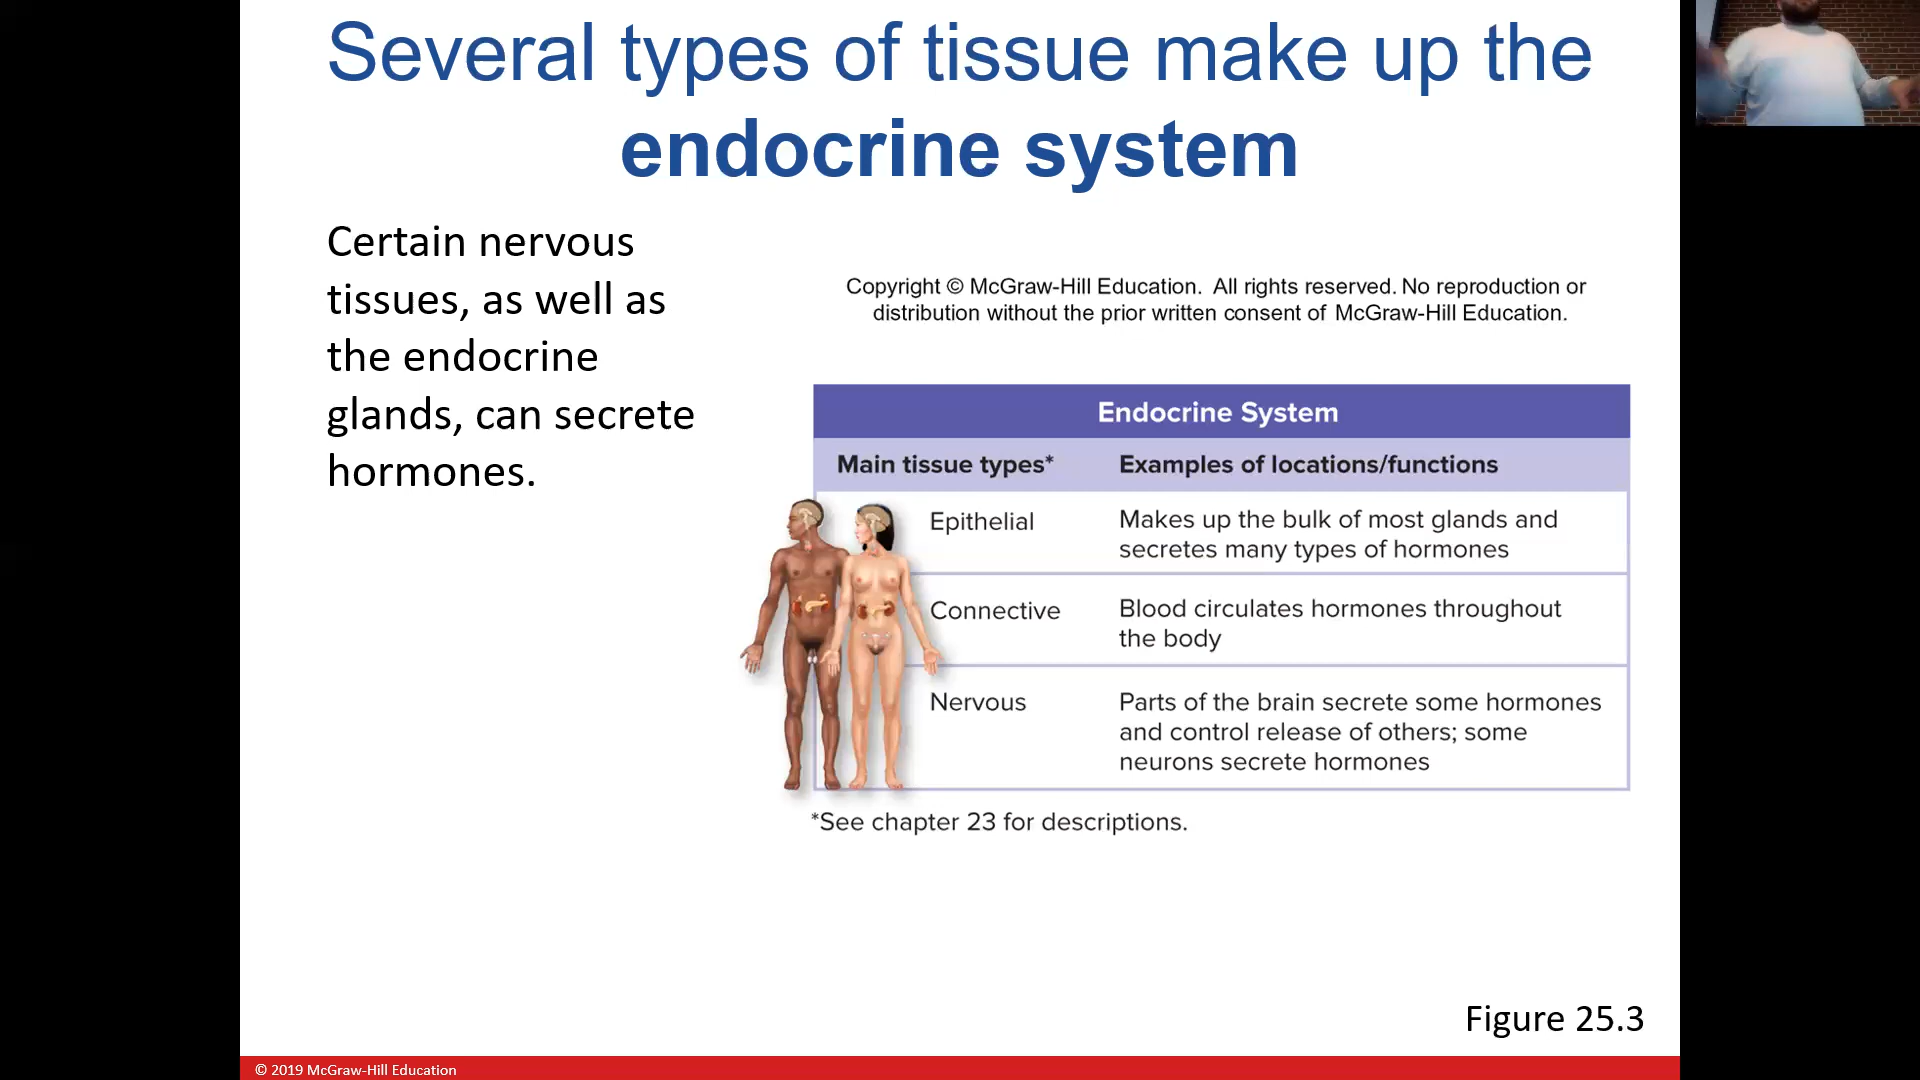 Several types of tissue make up the
endocrine system
Certain nervous
tissues, as well as
the endocrine
glands, can secrete
hormones.
Copyright © McGraw-Hill Education. All rights reserved. No reproduction or
distribution without the prior written consent of McGraw-Hill Education.
Endocrine System
Main tissue types* Examples of locations/functions
Epithelial Makes up the bulk of most glands and
secretes many types of hormones
Connective Blood circulates hormones throughout
the body
Nervous Parts of the brain secrete some hormones
and control release of others; some
neurons secrete hormones
*See chapter 23 for descriptions.
Figure 25.3
© 2019 McGraw-Hill Education